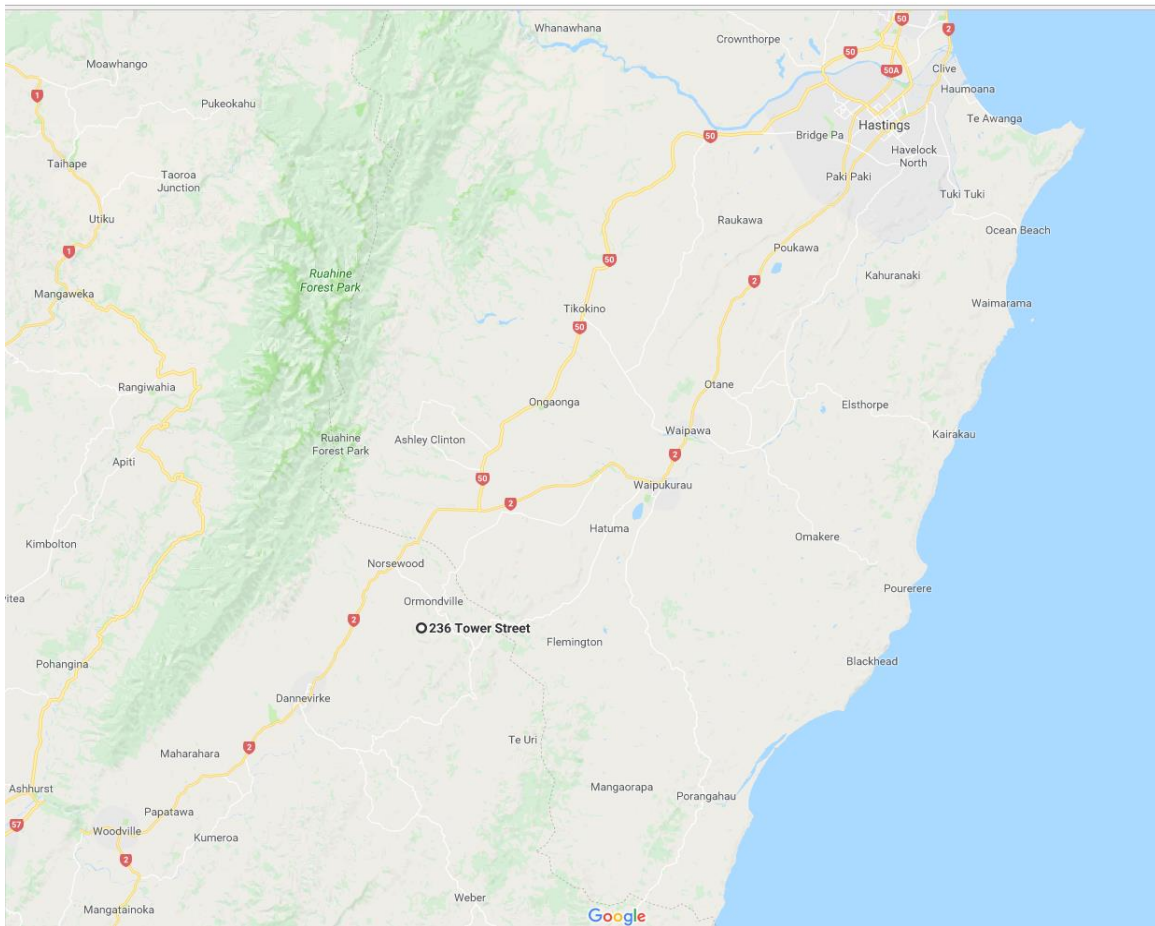 Whanawhana
50
2
Crownthorpe
50
Moawhango
50A
Clive
1
Haumoana
Pukeokahu
Te Awanga
Hastings
50
Bridge Pa
Havelock
North
Taihape
Taoroa
Junction
Paki Paki
Tuki Tuki
Utiku
Raukawa
Ocean Beach
1
Poukawa
50
Ruahine
Forest Park
Kahuranaki
2
Mangaweka
Waimarama
Tikokino
50
Rangiwahia
Otane
Ongaonga
Elsthorpe
Waipawa
Kairakau
Ruahine
Forest Park
Ashley Clinton
2
Apiti
50
Waipukurau
2
Hatuma
Omakere
Kimbolton
Norsewood
Pourerere
itea
Ormondville
2
236 Tower Street
Flemington
Pohangina
Blackhead
Dannevirke
Te Uri
2
Maharahara
Ashhurst
Mangaorapa
Porangahau
Papatawa
57
Woodville
Kumeroa
2
Weber
Mangatainoka
Google